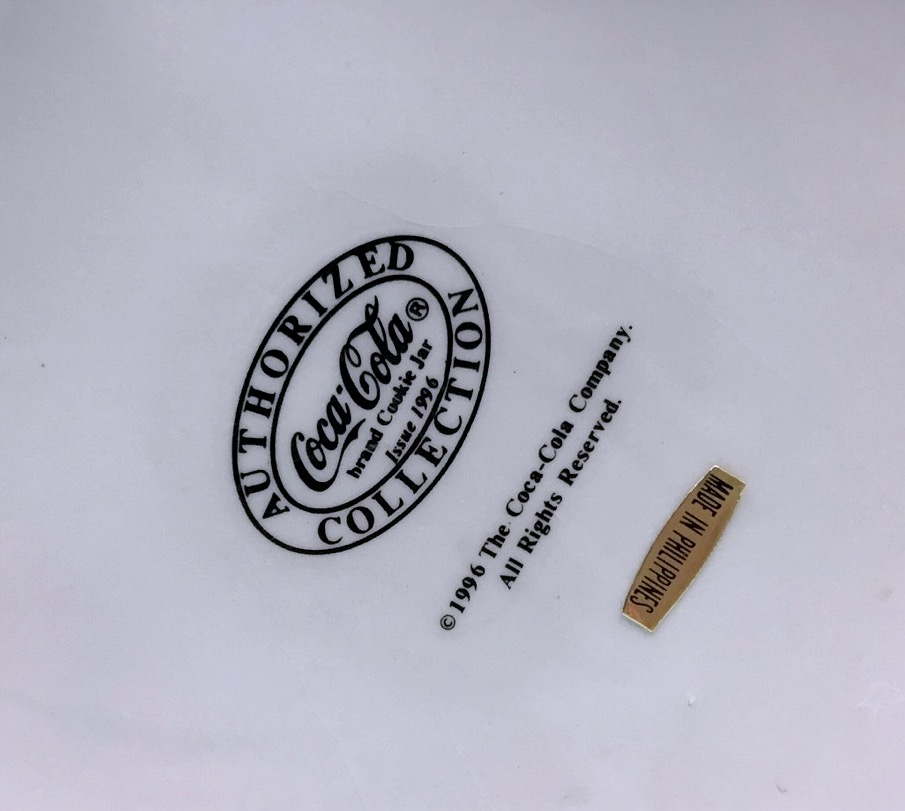 AUTHORIZED
Coca-Cola®
brand Cookie Jar
Issue 1996
COLLECTION
©1996 The Coca-Cola Company.
All Rights Reserved.
MADE IN PHILIPPINES